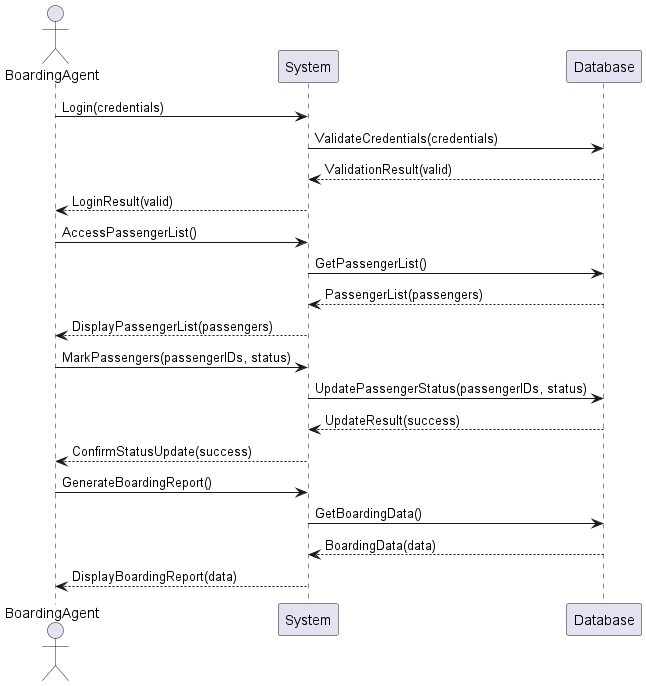 BoardingAgent
System
Database
Login(credentials)
ValidateCredentials(credentials)
ValidationResult(valid)
LoginResult(valid)
AccessPassengerList()
GetPassengerList()
PassengerList(passengers)
DisplayPassengerList(passengers)
MarkPassengers(passengerIDs, status)
UpdatePassengerStatus(passengerIDs, status)
UpdateResult(success)
ConfirmStatusUpdate(success)
GenerateBoardingReport()
GetBoardingData()
BoardingData(data)
DisplayBoardingReport(data)
BoardingAgent
System
Database